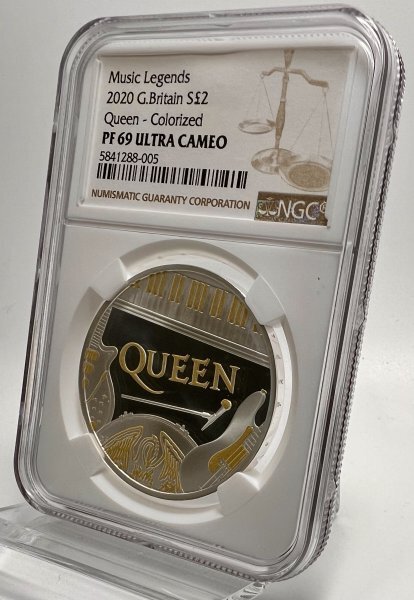 Music Legends
2020 G.Britain S£2
Queen - Colorized
PF 69 ULTRA CAMEO
5841288-005
NUMISMATIC GUARANTY CORPORATION
NGC
QUEEN